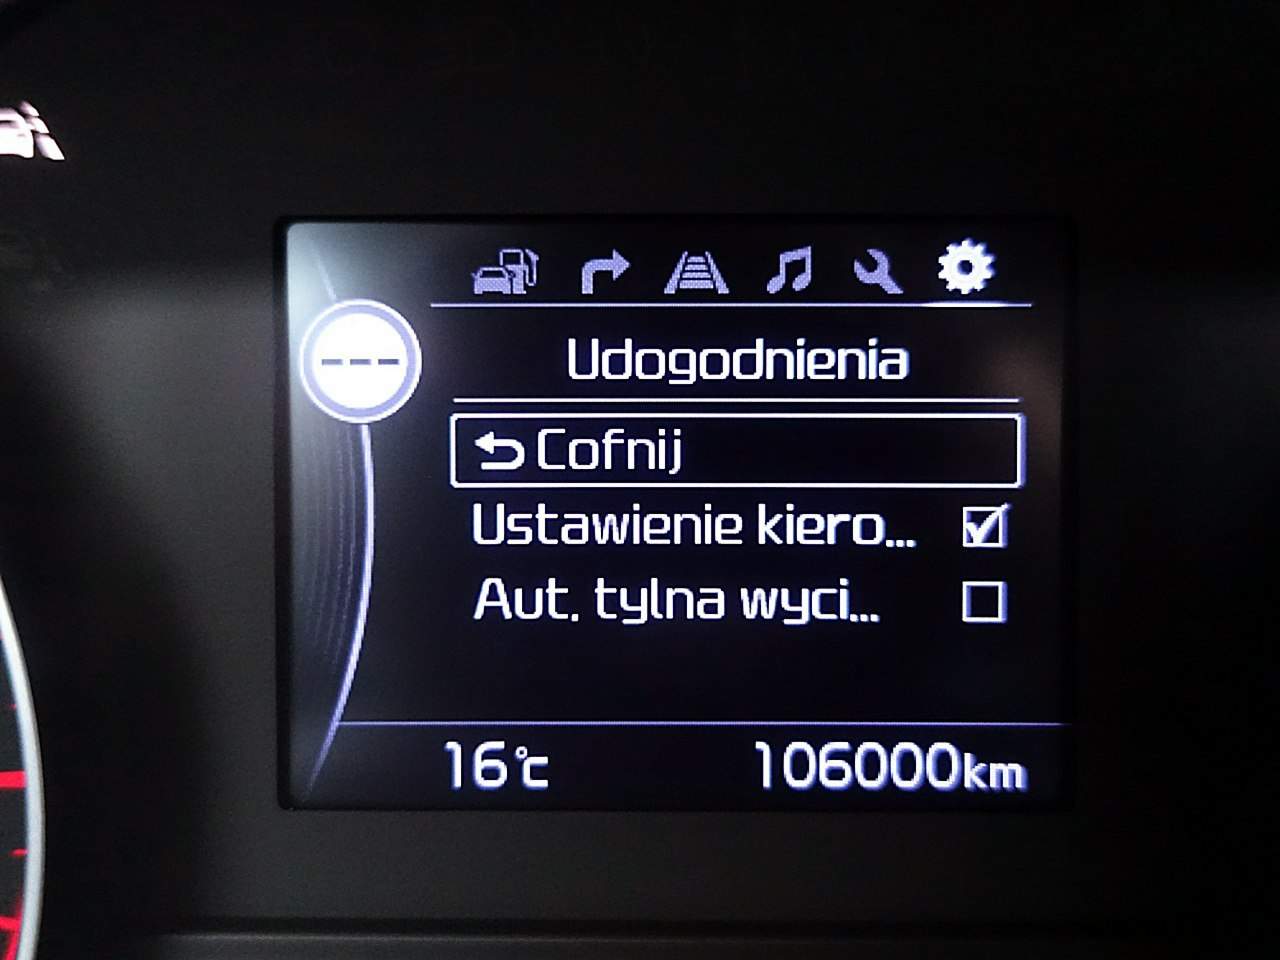 Udogodnienia
Cofnij
Ustawienie kiero...
Aut. tylna wyci...
16°C 106000km